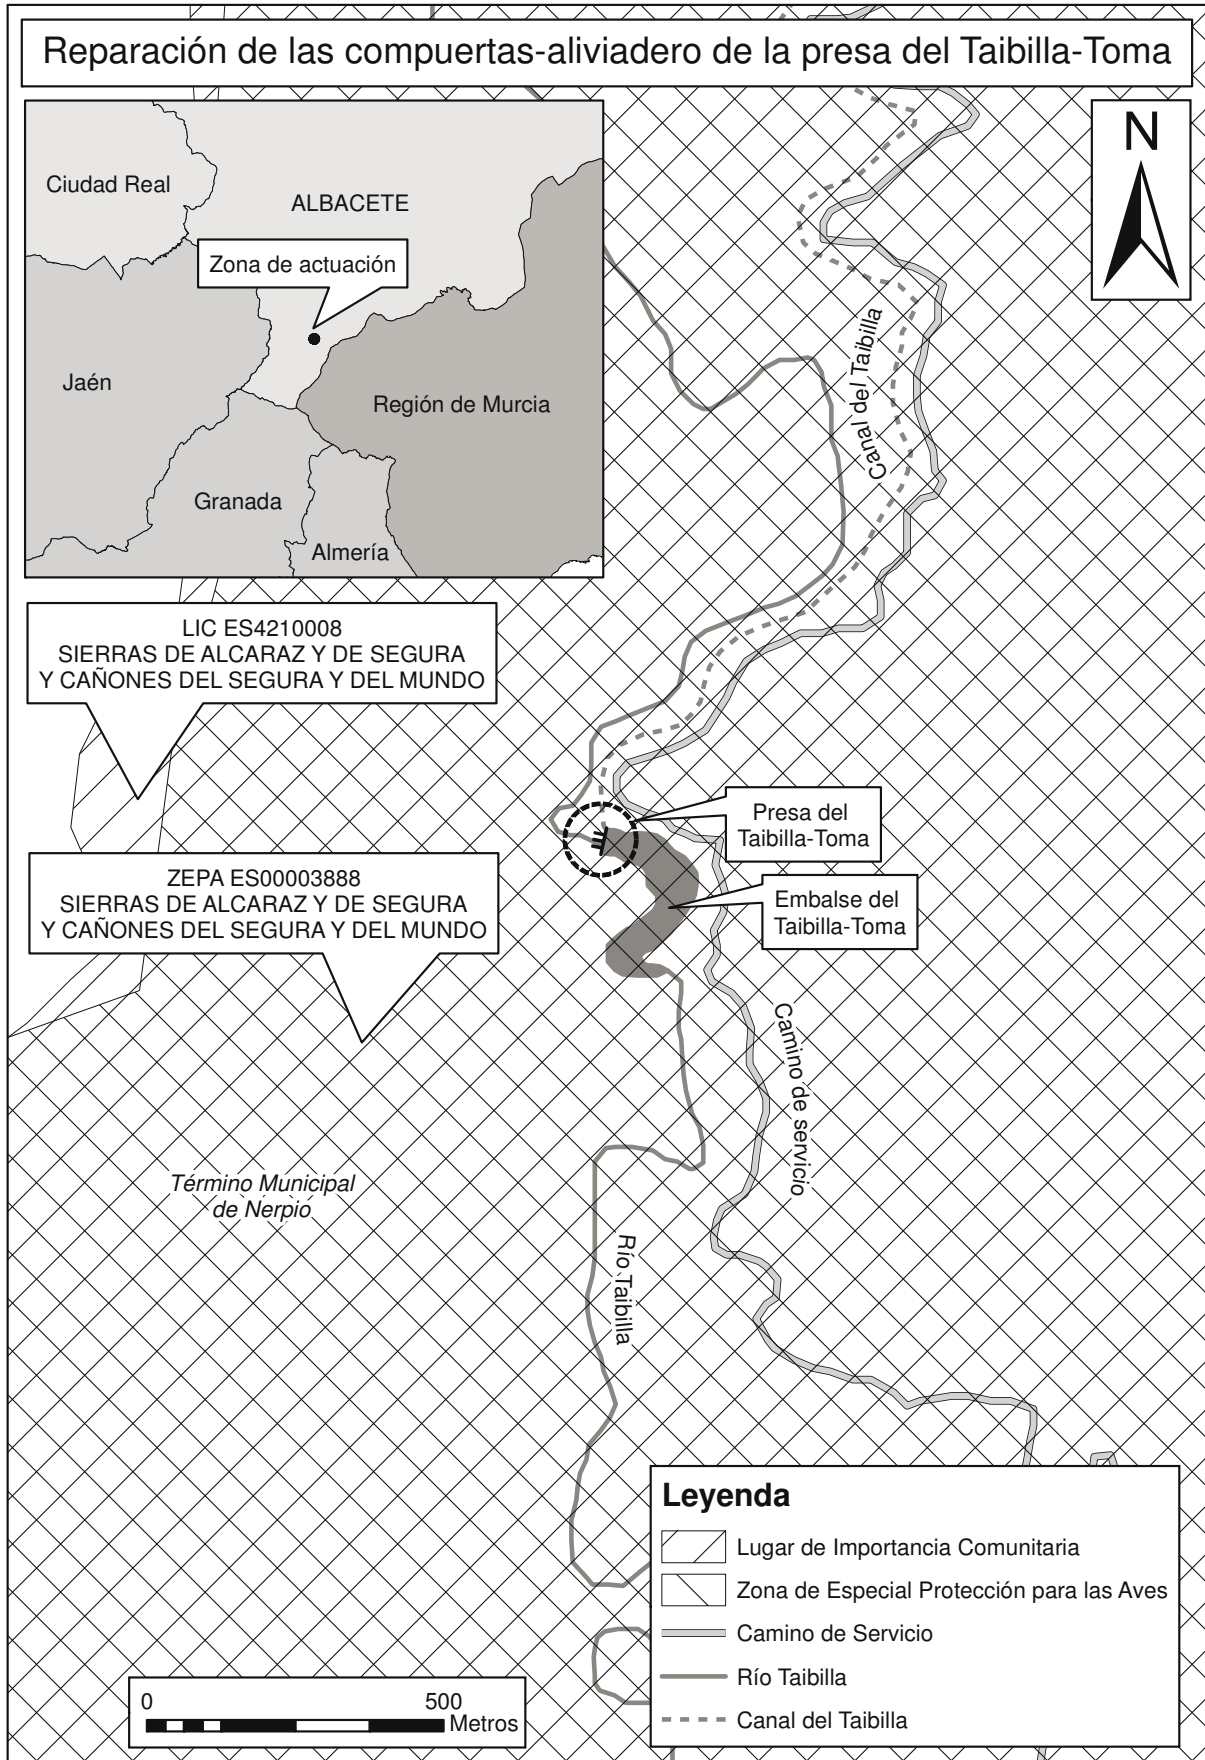 Reparación de las compuertas-aliviadero de la presa del Taibilla-Toma
N
Ciudad Real
ALBACETE
Zona de actuación
Jaén
Región de Murcia
Granada
Almería
Canal del Taibilla
LIC ES4210008
SIERRAS DE ALCARAZ Y DE SEGURA
Y CAÑONES DEL SEGURA Y DEL MUNDO
Presa del
Taibilla-Toma
ZEPA ES00003888
SIERRAS DE ALCARAZ Y DE SEGURA
Y CAÑONES DEL SEGURA Y DEL MUNDO
Embalse del
Taibilla-Toma
Camino de servicio
Término Municipal
de Nerpio
Río Taibilla
Leyenda
Lugar de Importancia Comunitaria
Zona de Especial Protección para las Aves
Camino de Servicio
Río Taibilla
Canal del Taibilla
0 500
Metros